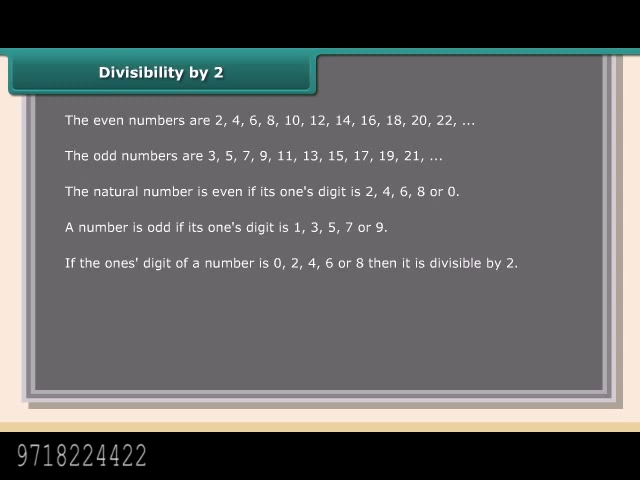 Divisibility by 2
The even numbers are 2, 4, 6, 8, 10, 12, 14, 16, 18, 20, 22, ...
The odd numbers are 3, 5, 7, 9, 11, 13, 15, 17, 19, 21, ...
The natural number is even if its one's digit is 2, 4, 6, 8 or 0.
A number is odd if its one's digit is 1, 3, 5, 7 or 9.
If the ones' digit of a number is 0, 2, 4, 6 or 8 then it is divisible by 2.
9718224422